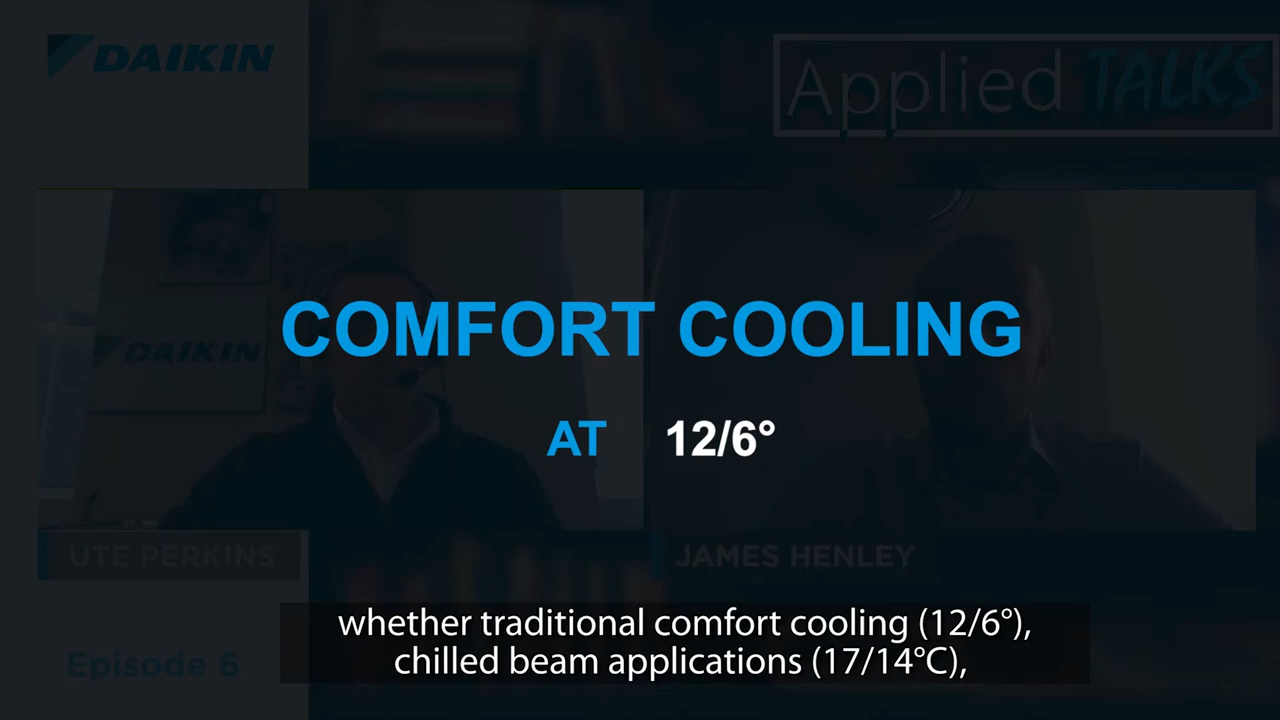 DAIKIN
Applied TALKS
DAIKIN
COMFORT COOLING
AT 12/6°
UTE PERKINS
JAMES HENLEY
whether traditional comfort cooling (12/6°),
chilled beam applications (17/14°C),
Episode 6